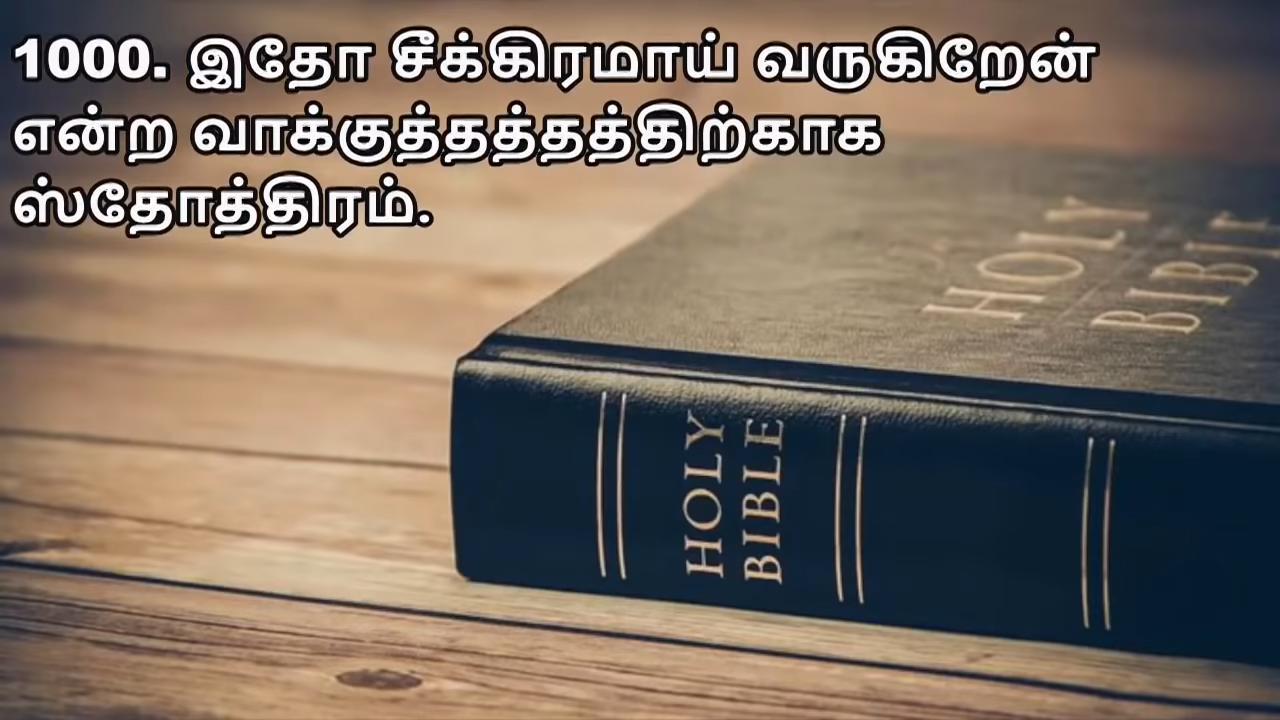 1000. இதோ சீக்கிரமாய் வருகிறேன்
என்ற வாக்குத்தத்தத்திற்காக
ஸ்தோத்திரம்.
HOLY
BIBLE
HOLY
BIBLE